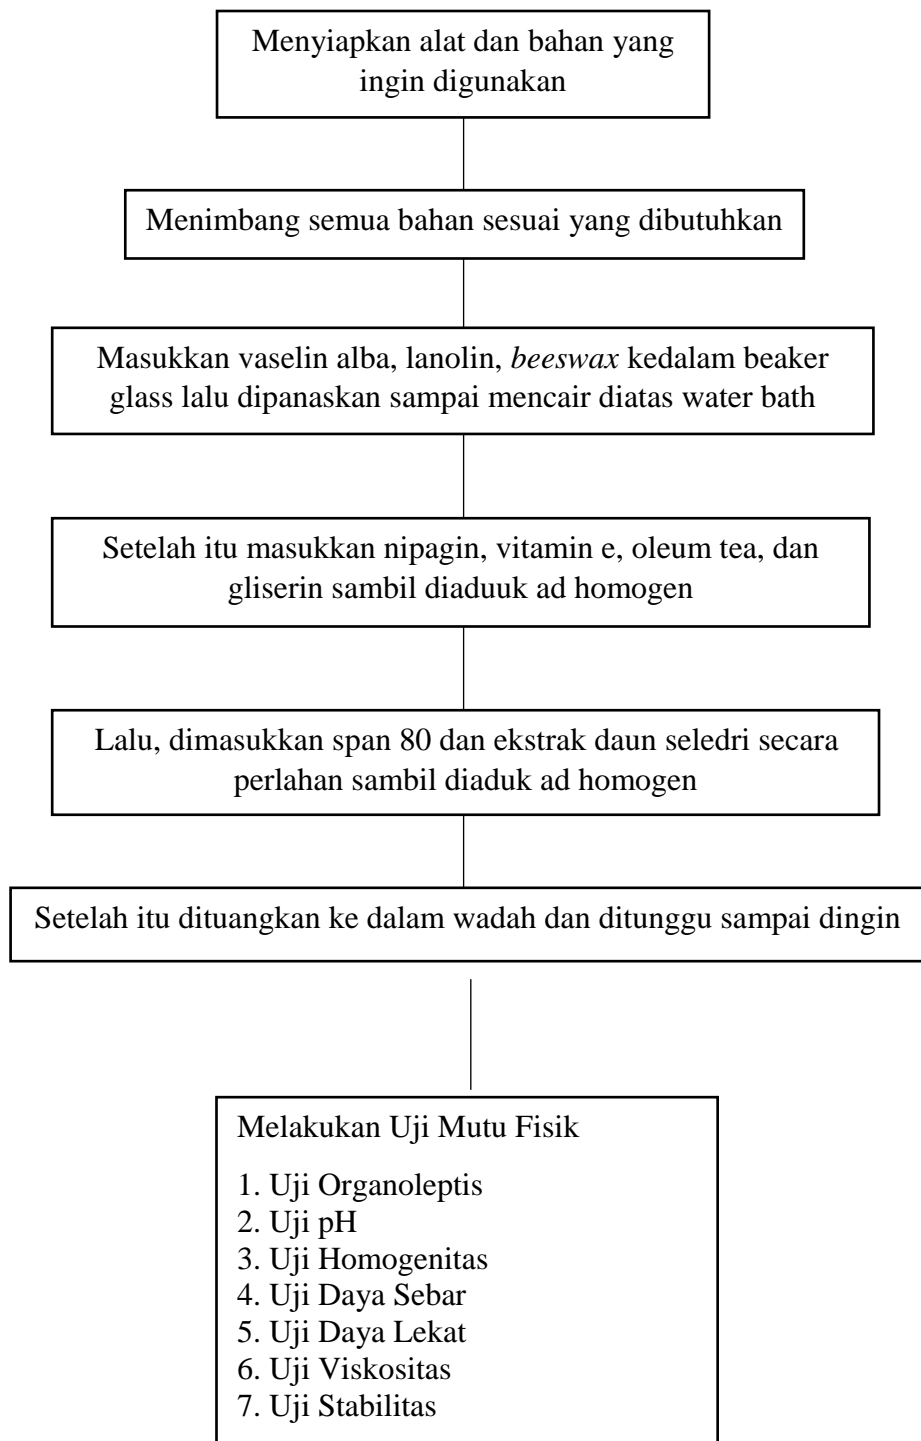 Menyiapkan alat dan bahan yang
ingin digunakan
Menimbang semua bahan sesuai yang dibutuhkan
Masukkan vaselin alba, lanolin, beeswax kedalam beaker
glass lalu dipanaskan sampai mencair diatas water bath
Setelah itu masukkan nipagin, vitamin e, oleum tea, dan
gliserin sambil diaduuk ad homogen
Lalu, dimasukkan span 80 dan ekstrak daun seledri secara
perlahan sambil diaduk ad homogen
Setelah itu dituangkan ke dalam wadah dan ditunggu sampai dingin
Melakukan Uji Mutu Fisik
1. Uji Organoleptis
2. Uji pH
3. Uji Homogenitas
4. Uji Daya Sebar
5. Uji Daya Lekat
6. Uji Viskositas
7. Uji Stabilitas